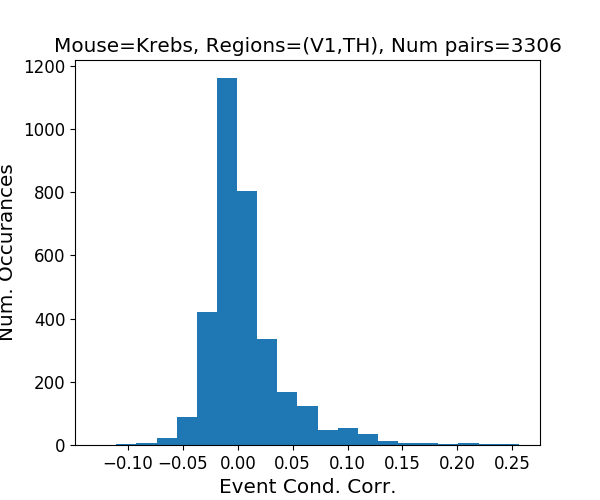 Mouse=Krebs, Regions=(V1,TH), Num pairs=3306
1200
1000
800
600
400
200
0
Num. Occurances
−0.10 −0.05 0.00 0.05 0.10 0.15 0.20 0.25
Event Cond. Corr.